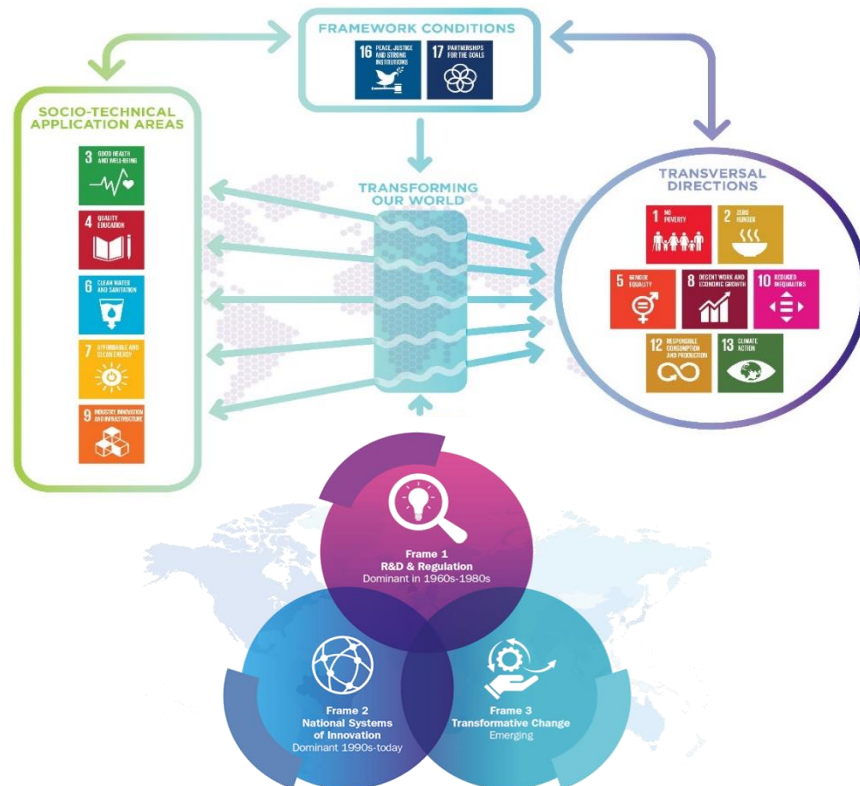 FRAMEWORK CONDITIONS
16 PEACE, JUSTICE
AND STRONG
INSTITUTIONS
17 PARTNERSHIPS
FOR THE GOALS
SOCIO-TECHNICAL
APPLICATION AREAS
3 GOOD HEALTH
AND WELL-BEING
4 QUALITY
EDUCATION
6 CLEAN WATER
AND SANITATION
7 AFFORDABLE AND
CLEAN ENERGY
9 INDUSTRY, INNOVATION
AND INFRASTRUCTURE
TRANSFORMING
OUR WORLD
TRANSVERSAL
DIRECTIONS
1 NO
POVERTY
2 ZERO
HUNGER
5 GENDER
EQUALITY
8 DECENT WORK AND
ECONOMIC GROWTH
10 REDUCED
INEQUALITIES
12 RESPONSIBLE
CONSUMPTION
AND PRODUCTION
13 CLIMATE
ACTION
Frame 1
R&D & Regulation
Dominant in 1960s-1980s
Frame 2
National Systems
of Innovation
Dominant 1990s-today
Frame 3
Transformative Change
Emerging